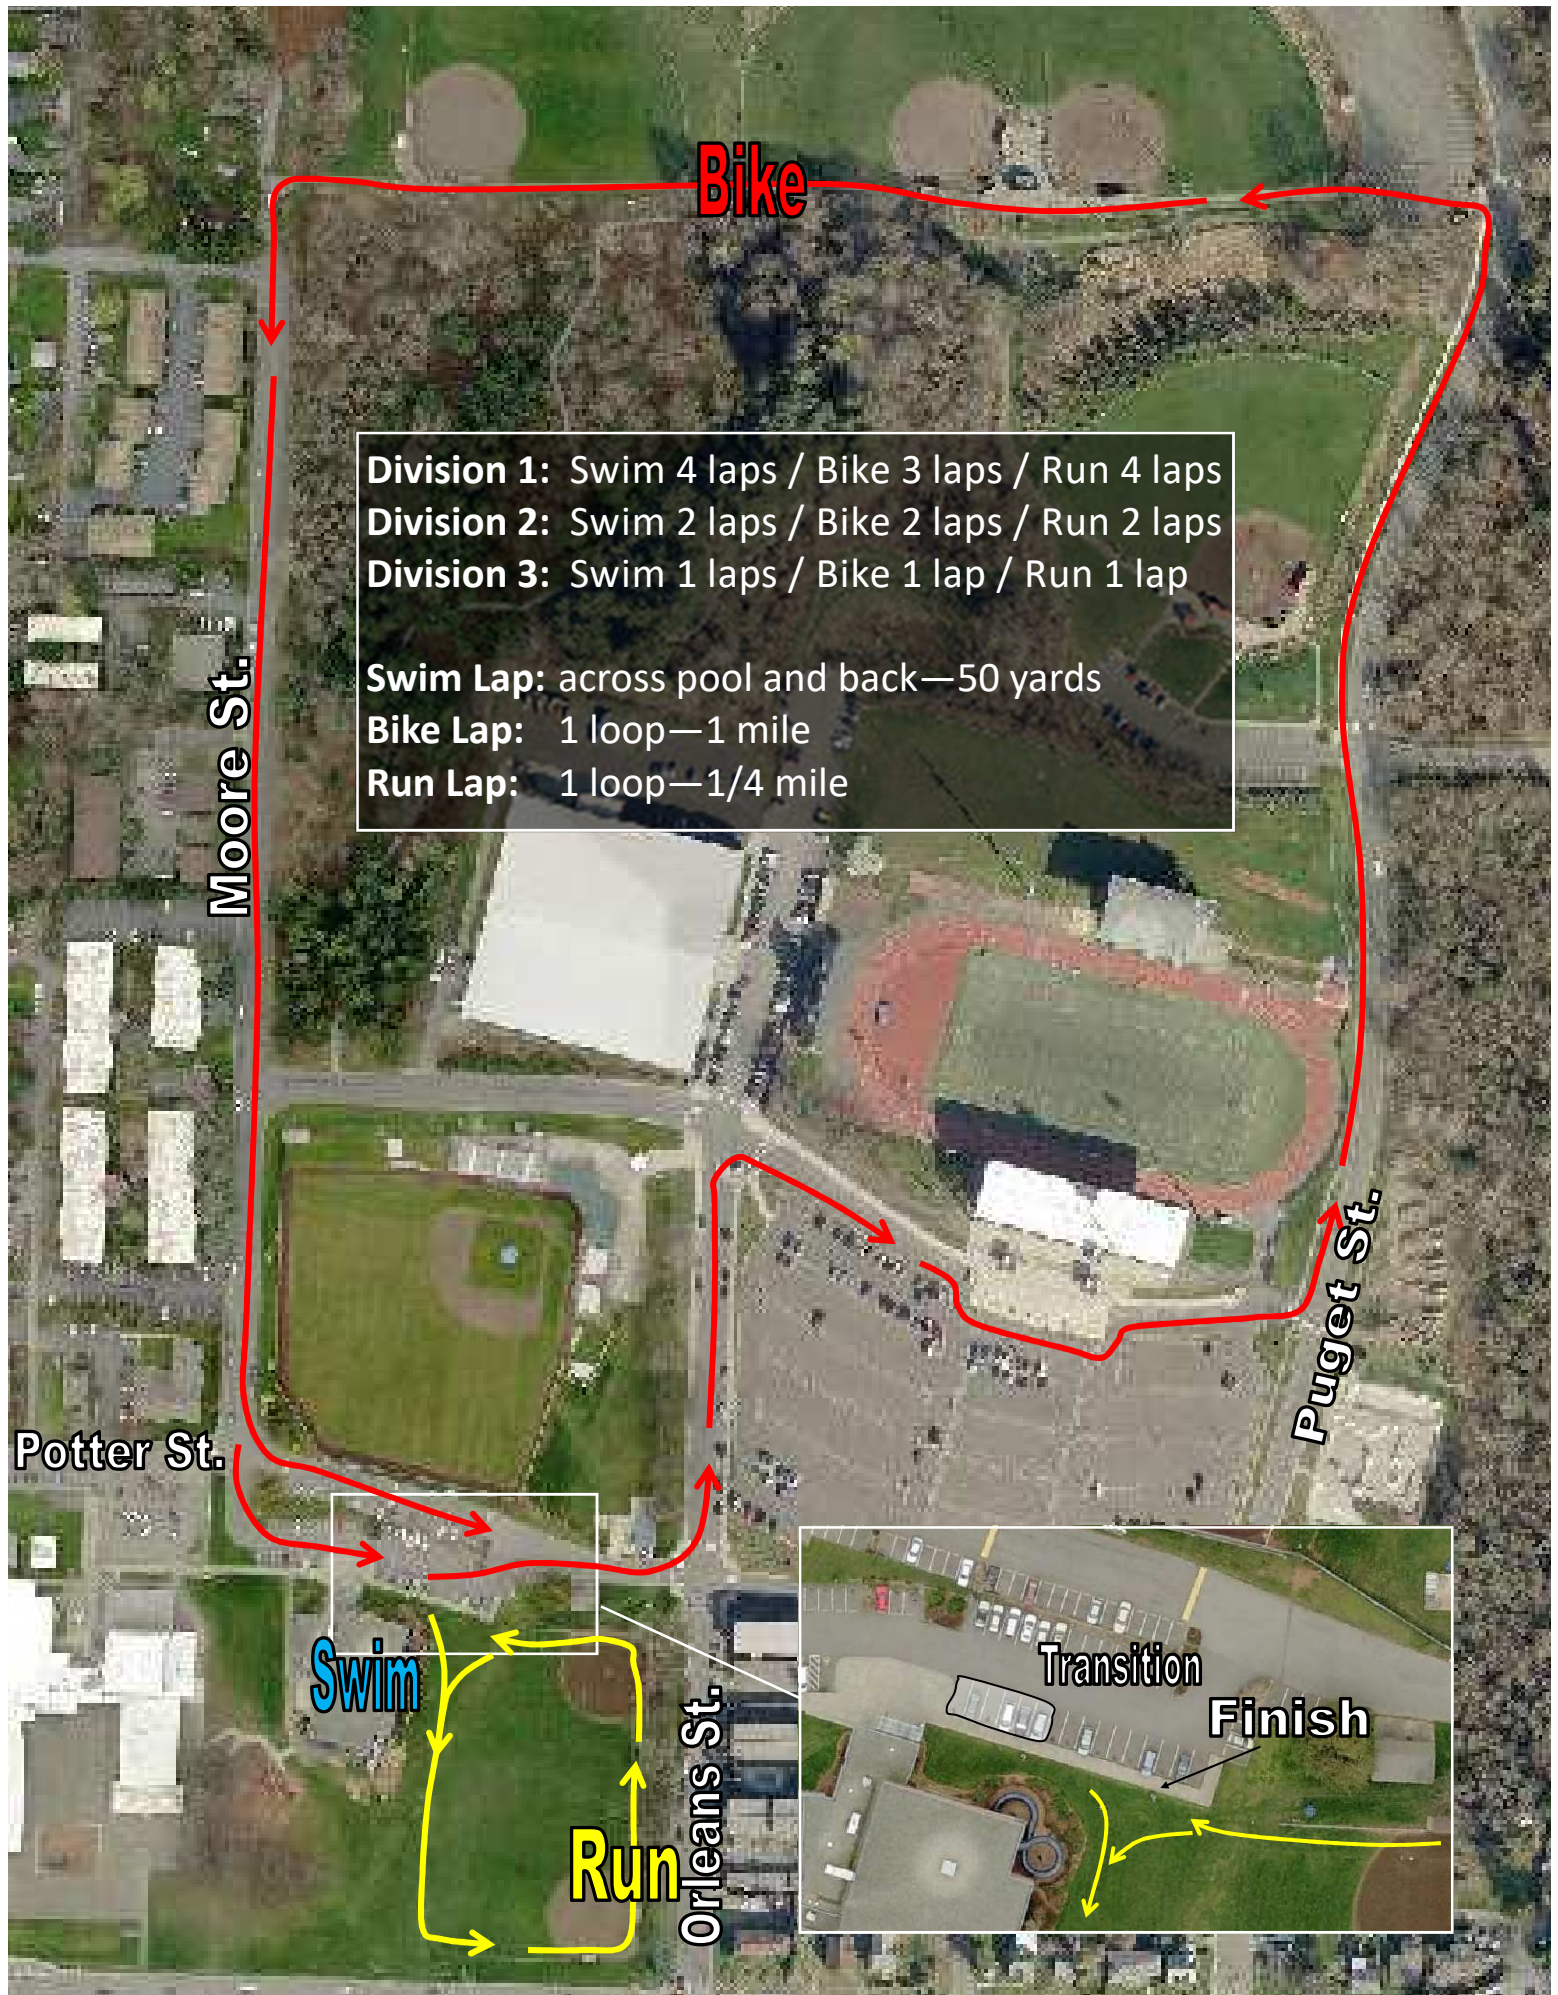 Bike
Division 1: Swim 4 laps / Bike 3 laps / Run 4 laps
Division 2: Swim 2 laps / Bike 2 laps / Run 2 laps
Division 3: Swim 1 laps / Bike 1 lap / Run 1 lap
Swim Lap: across pool and back—50 yards
Bike Lap: 1 loop—1 mile
Run Lap: 1 loop—1/4 mile
Moore St.
Puget St.
Potter St.
Swim
Transition
Finish
Orleans St.
Run